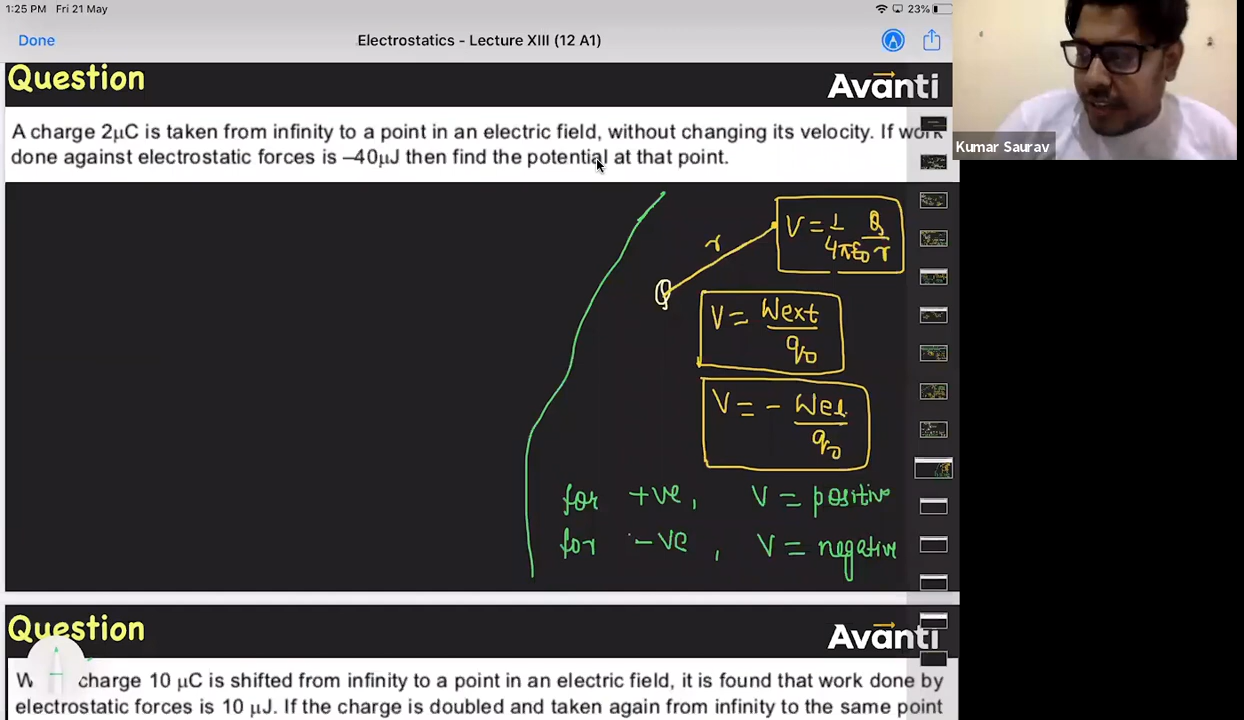 1:25 PM Fri 21 May
23%
Done
Electrostatics - Lecture XIII (12 A1)
Question
Avanti
A charge 2μC is taken from infinity to a point in an electric field, without changing its velocity. If work
done against electrostatic forces is –40μJ then find the potential at that point.
Kumar Saurav
r
V = 1/4πε0 Q/r
Q
V = Wext/q0
V = - Wel/q0
for +ve, V = positive
for -ve, V = negative
Question
Avanti
charge 10 μC is shifted from infinity to a point in an electric field, it is found that work done by
electrostatic forces is 10 μJ. If the charge is doubled and taken again from infinity to the same point